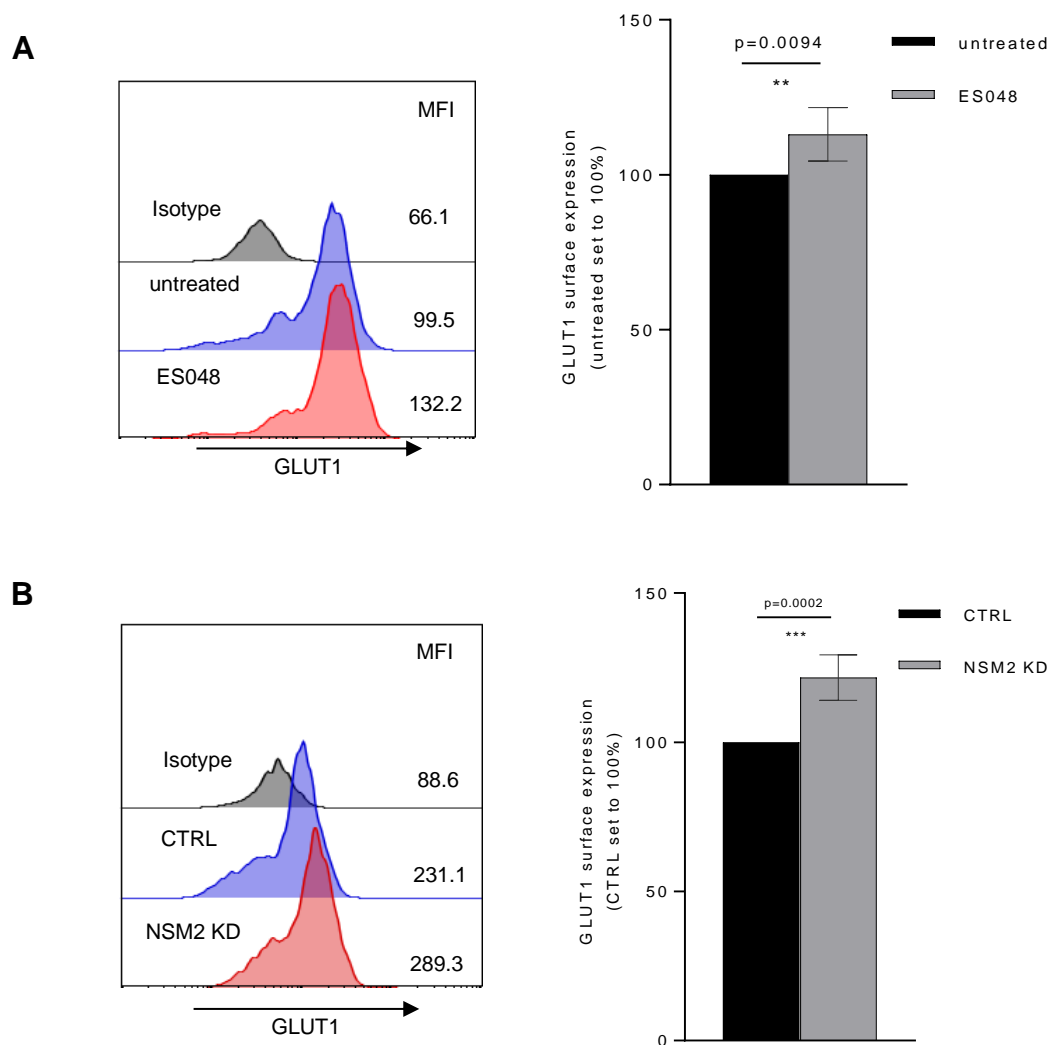 A
MFI
Isotype
66.1
untreated
99.5
ES048
132.2
GLUT1
150
100
50
0
GLUT1 surface expression
(untreated set to 100%)
p=0.0094
**
untreated
ES048
B
MFI
Isotype
88.6
CTRL
231.1
NSM2 KD
289.3
GLUT1
150
100
50
0
GLUT1 surface expression
(CTRL set to 100%)
p=0.0002
***
CTRL
NSM2 KD